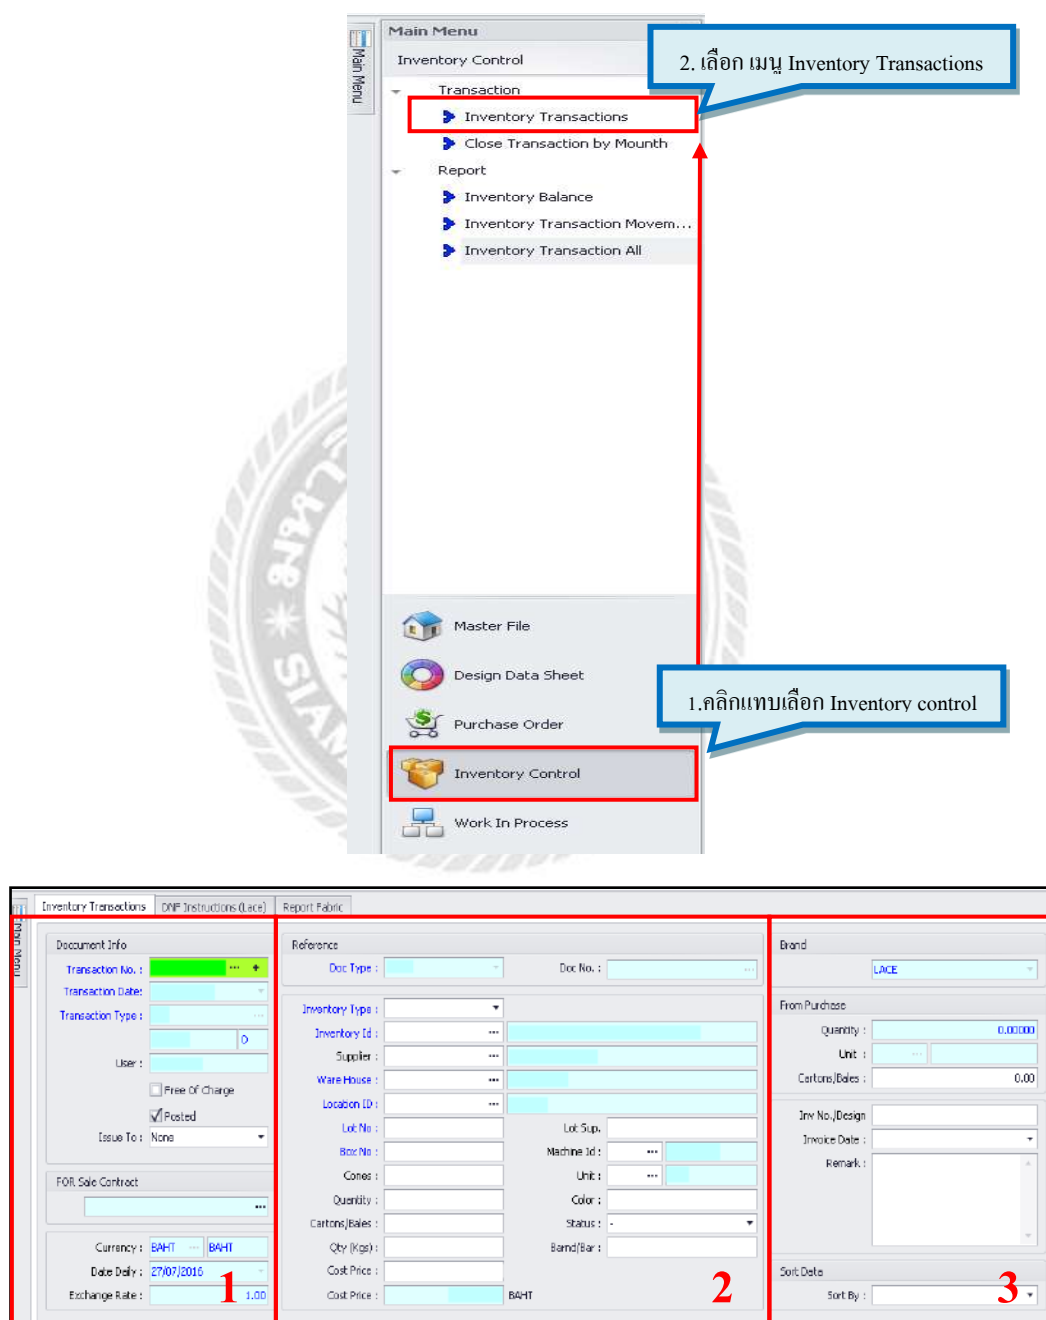 Main Menu
Main Menu
Inventory Control
2. เลือก เมนู Inventory Transactions
Transaction
Inventory Transactions
Close Transaction by Mounth
Report
Inventory Balance
Inventory Transaction Movem...
Inventory Transaction All
Master File
Design Data Sheet
1.คลิกแทบเลือก Inventory control
Purchase Order
Inventory Control
Work In Process
Main Menu
Inventory Transactions DNF Instructions (Lace) Report Fabric
Document Info
Transaction No. : ... +
Transaction Date:
Transaction Type : ...
0
User :
Free Of Charge
Posted
Issue To : None
FOR Sale Contract
...
Currency : BAHT ... BAHT
Date Daily : 27/07/2016
Exchange Rate : 1.00
1
Reference
Doc Type : Doc No. : ...
Inventory Type :
Inventory Id : ...
Supplier : ...
Ware House : ...
Location ID : ...
Lot No : Lot Sup.
Box No : Machine Id : ...
Cones : Unit : ...
Quantity : Color :
Cartons/Bales : Status : -
Qty (Kgs) : Barnd/Bar :
Cost Price :
Cost Price : BAHT
2
Brand
LACE
From Purchase
Quantity : 0.00000
Unit : ...
Cartons/Bales : 0.00
Inv No./Design
Invoice Date :
Remark :
Sort Data
Sort By :
3